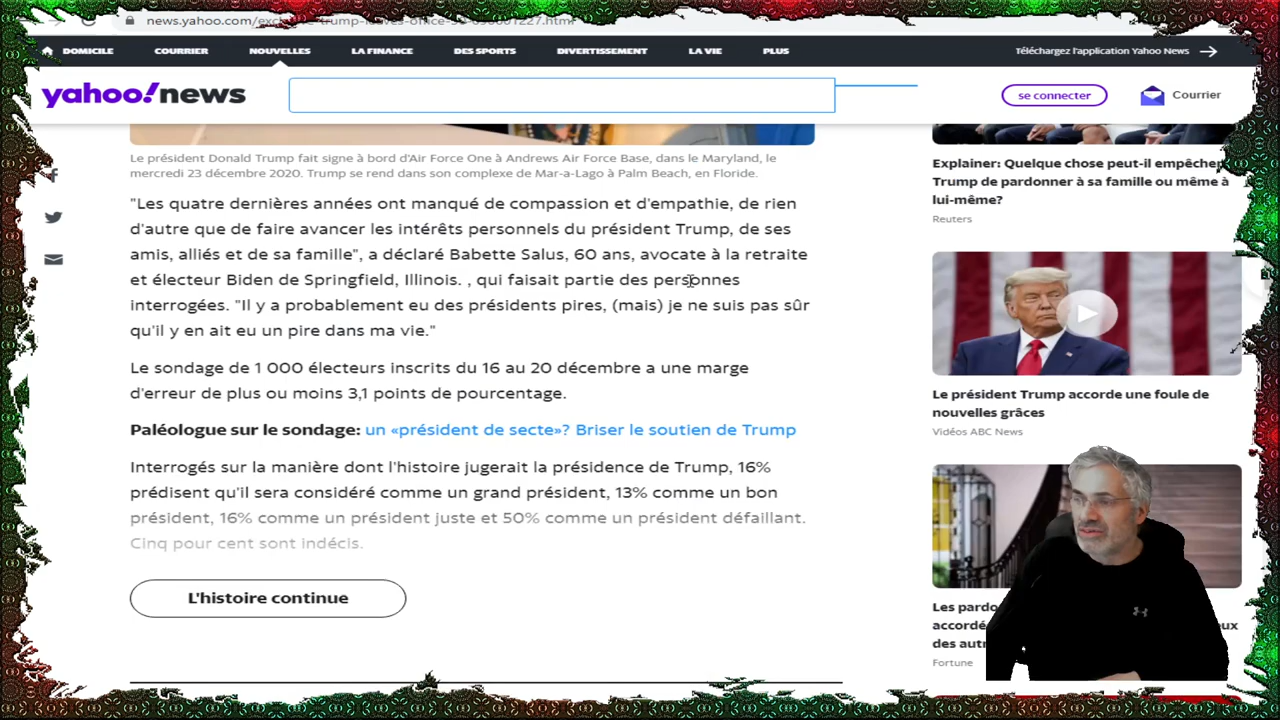 news.yahoo.com/
DOMICILE COURRIER NOUVELLES LA FINANCE DES SPORTS DIVERTISSEMENT LA VIE PLUS Téléchargez l'application Yahoo News →
yahoo!news
se connecter
Courrier
Le président Donald Trump fait signe à bord d'Air Force One à Andrews Air Force Base, dans le Maryland, le
mercredi 23 décembre 2020. Trump se rend dans son complexe de Mar-a-Lago à Palm Beach, en Floride.
"Les quatre dernières années ont manqué de compassion et d'empathie, de rien
d'autre que de faire avancer les intérêts personnels du président Trump, de ses
amis, alliés et de sa famille", a déclaré Babette Salus, 60 ans, avocate à la retraite
et électeur Biden de Springfield, Illinois. , qui faisait partie des personnes
interrogées. "Il y a probablement eu des présidents pires, (mais) je ne suis pas sûr
qu'il y en ait eu un pire dans ma vie."
Le sondage de 1 000 électeurs inscrits du 16 au 20 décembre a une marge
d'erreur de plus ou moins 3,1 points de pourcentage.
Paléologue sur le sondage: un «président de secte»? Briser le soutien de Trump
Interrogés sur la manière dont l'histoire jugerait la présidence de Trump, 16%
prédisent qu'il sera considéré comme un grand président, 13% comme un bon
président, 16% comme un président juste et 50% comme un président défaillant.
Cinq pour cent sont indécis.
L'histoire continue
Explainer: Quelque chose peut-il empêcher
Trump de pardonner à sa famille ou même à
lui-même?
Reuters
Le président Trump accorde une foule de
nouvelles grâces
Vidéos ABC News
Les
accordé
des
Fortune